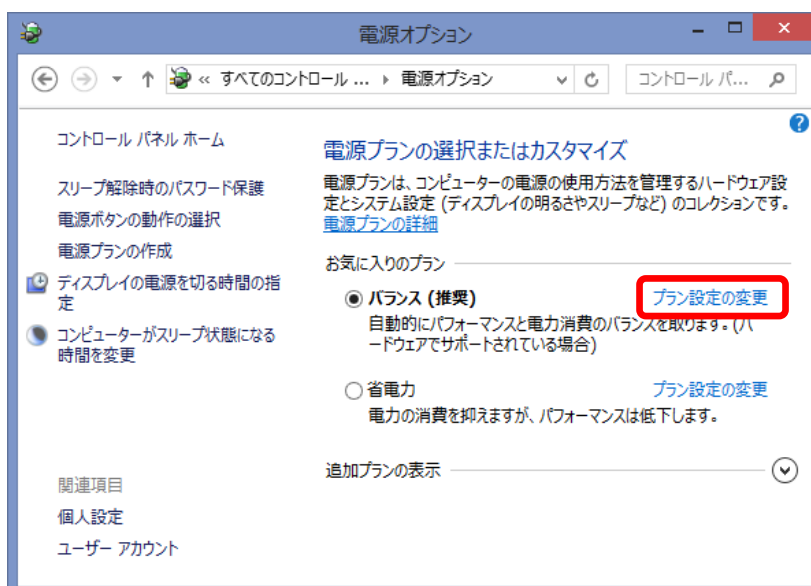 電源オプション
« すべてのコントロール ... ▸ 電源オプション
コントロール パ...
コントロール パネル ホーム
スリープ解除時のパスワード保護
電源ボタンの動作の選択
電源プランの作成
ディスプレイの電源を切る時間の指
定
コンピューターがスリープ状態になる
時間を変更
関連項目
個人設定
ユーザー アカウント
電源プランの選択またはカスタマイズ
電源プランは、コンピューターの電源の使用方法を管理するハードウェア設
定とシステム設定 (ディスプレイの明るさやスリープなど) のコレクションです。
電源プランの詳細
お気に入りのプラン
バランス (推奨) プラン設定の変更
自動的にパフォーマンスと電力消費のバランスを取ります。(ハ
ードウェアでサポートされている場合)
省電力 プラン設定の変更
電力の消費を抑えますが、パフォーマンスは低下します。
追加プランの表示